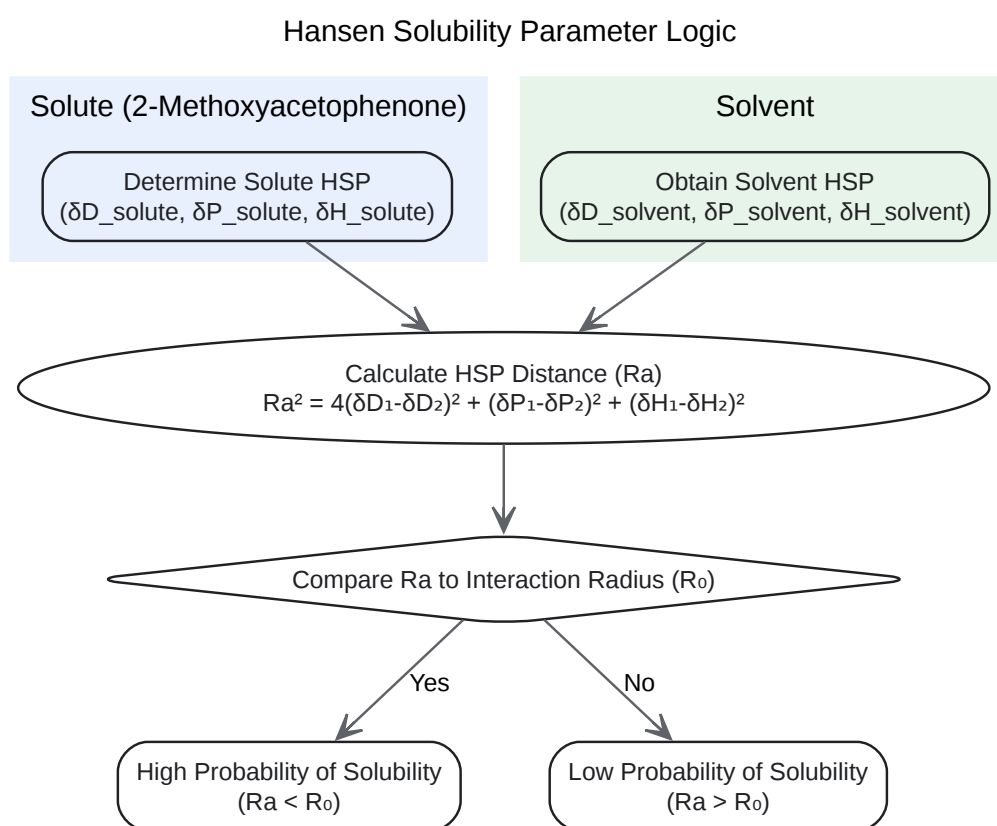 Hansen Solubility Parameter Logic
Solute (2-Methoxyacetophenone)
Determine Solute HSP
(δD_solute, δP_solute, δH_solute)
Solvent
Obtain Solvent HSP
(δD_solvent, δP_solvent, δH_solvent)
Calculate HSP Distance (Ra)
Ra² = 4(δD₁-δD₂)² + (δP₁-δP₂)² + (δH₁-δH₂)²
Compare Ra to Interaction Radius (R₀)
Yes
No
High Probability of Solubility
(Ra < R₀)
Low Probability of Solubility
(Ra > R₀)